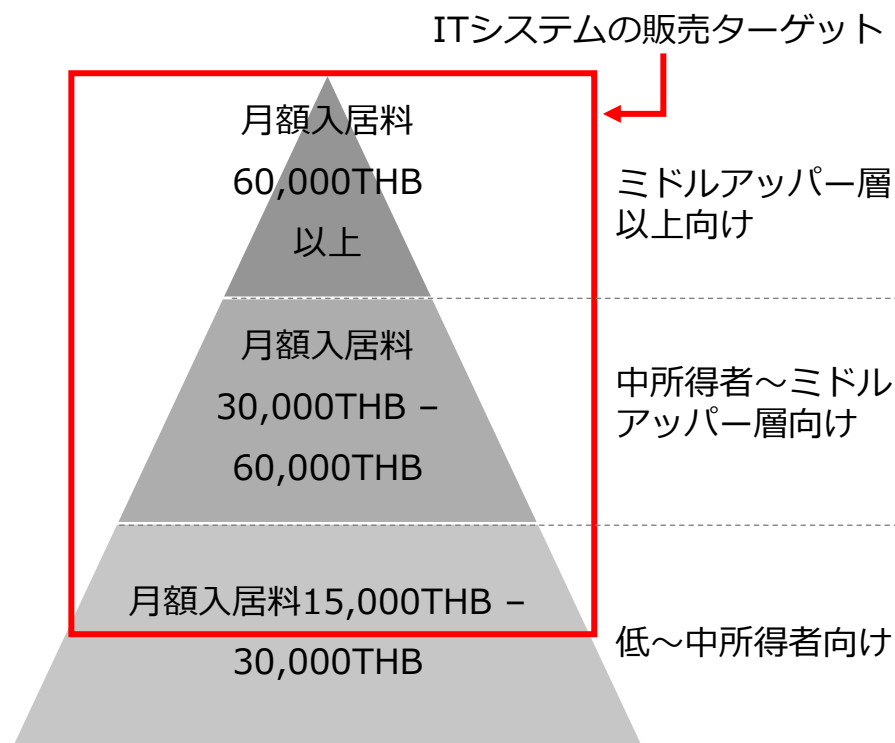 ITシステムの販売ターゲット
月額入居料
60,000THB
以上
ミドルアッパー層
以上向け
月額入居料
30,000THB –
60,000THB
中所得者～ミドル
アッパー層向け
月額入居料15,000THB –
30,000THB
低～中所得者向け